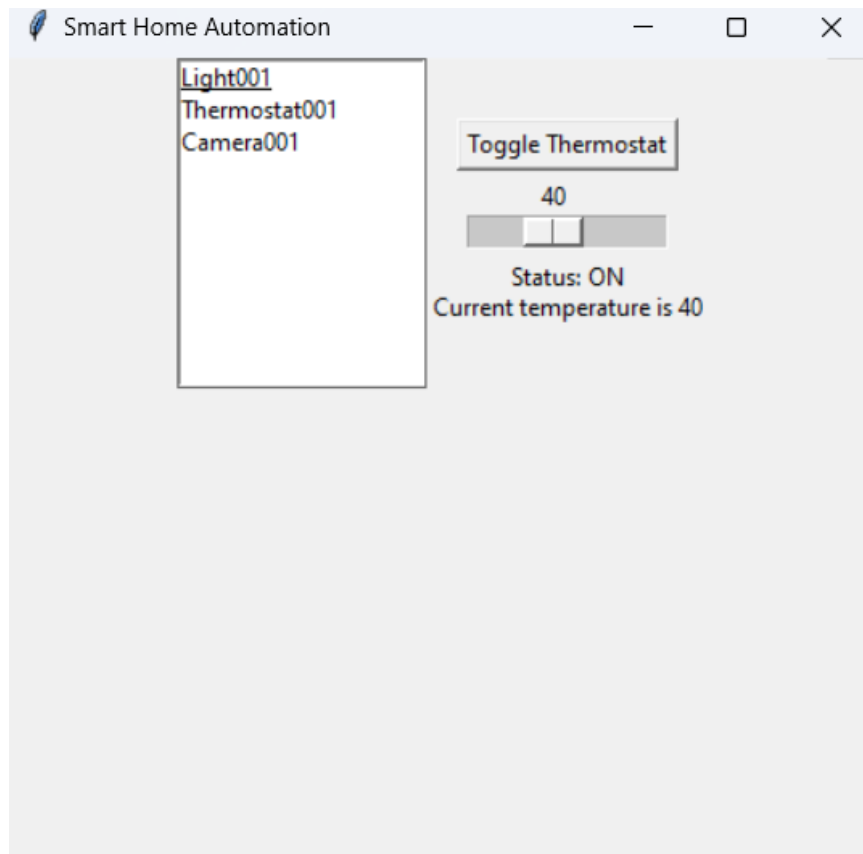 Smart Home Automation
Light001
Thermostat001
Camera001
Toggle Thermostat
40
Status: ON
Current temperature is 40